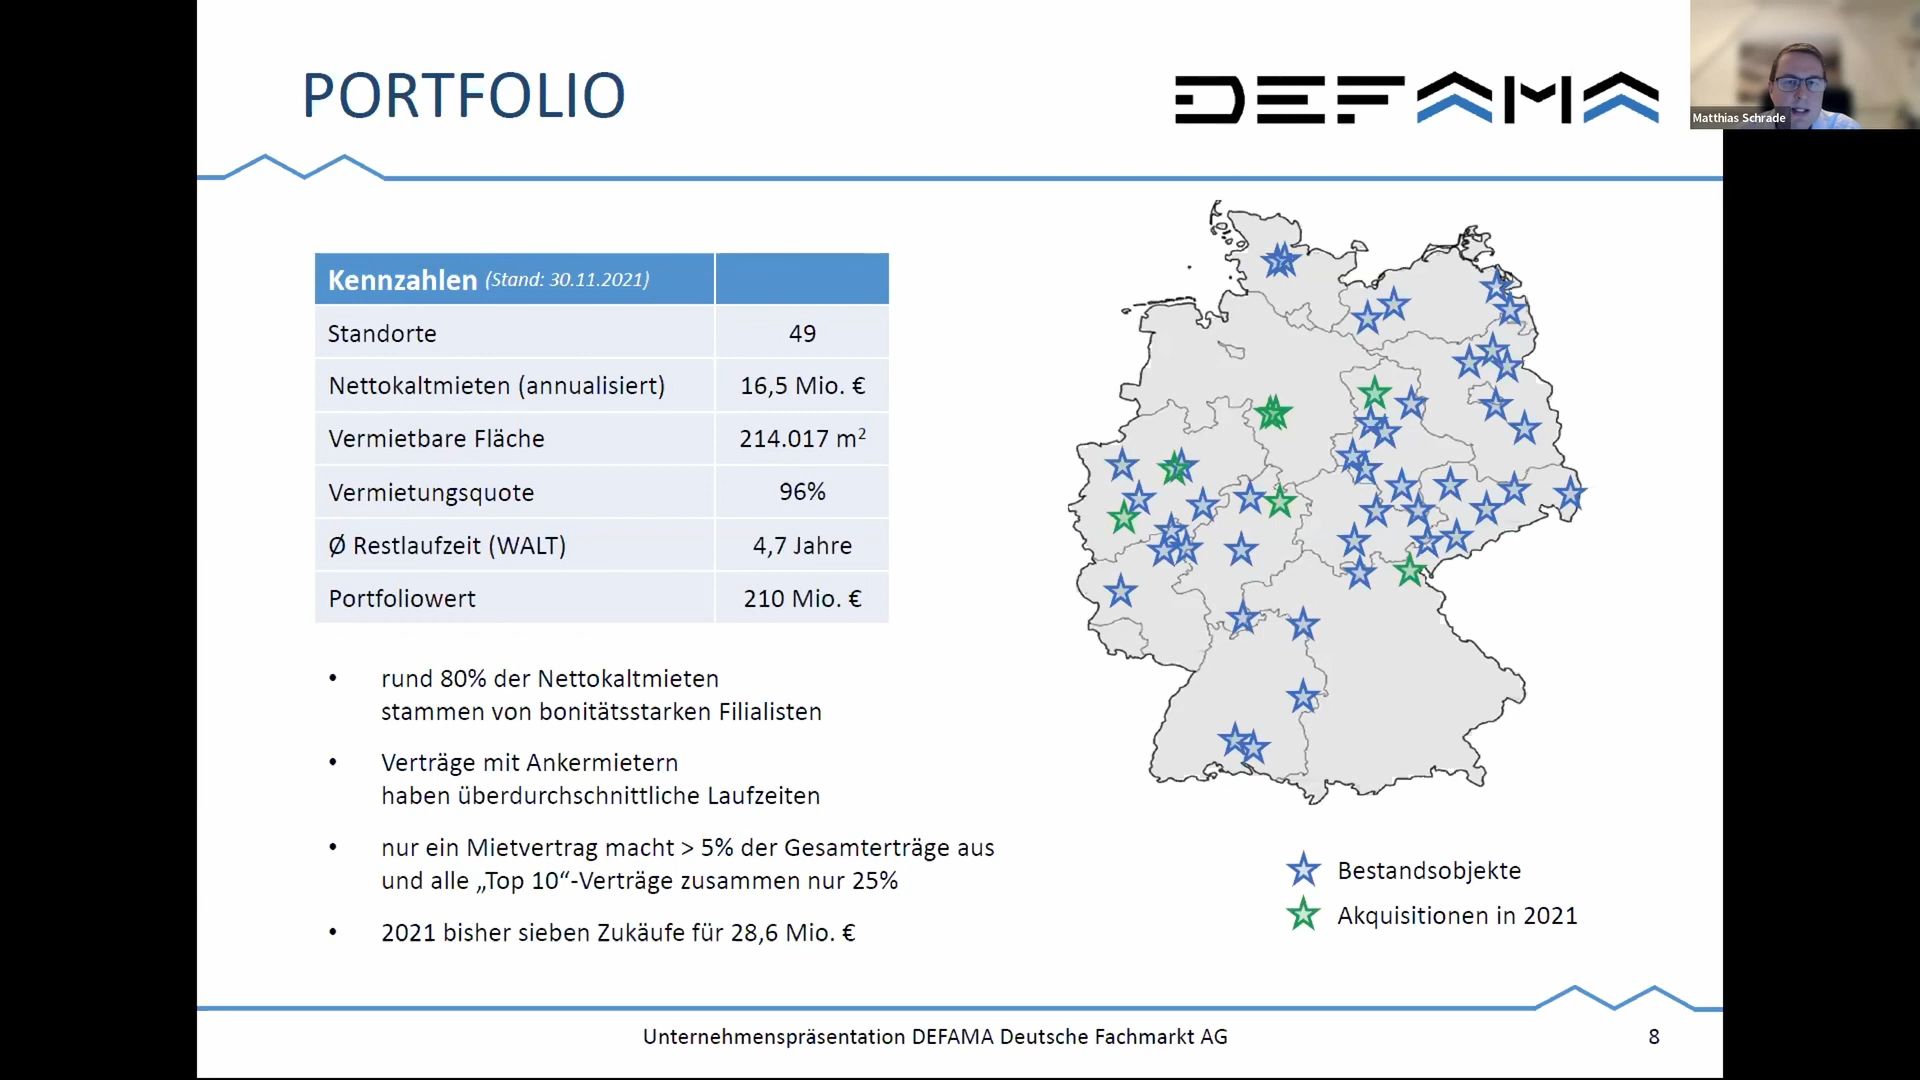 PORTFOLIO
DEFAMA
Matthias Schrade
Kennzahlen (Stand: 30.11.2021)
Standorte 49
Nettokaltmieten (annualisiert) 16,5 Mio. €
Vermietbare Fläche 214.017 m²
Vermietungsquote 96%
Ø Restlaufzeit (WALT) 4,7 Jahre
Portfoliowert 210 Mio. €
• rund 80% der Nettokaltmieten
stammen von bonitätsstarken Filialisten
• Verträge mit Ankermietern
haben überdurchschnittliche Laufzeiten
• nur ein Mietvertrag macht > 5% der Gesamterträge aus
und alle „Top 10“-Verträge zusammen nur 25%
• 2021 bisher sieben Zukäufe für 28,6 Mio. €
Bestandsobjekte
Akquisitionen in 2021
Unternehmenspräsentation DEFAMA Deutsche Fachmarkt AG
8